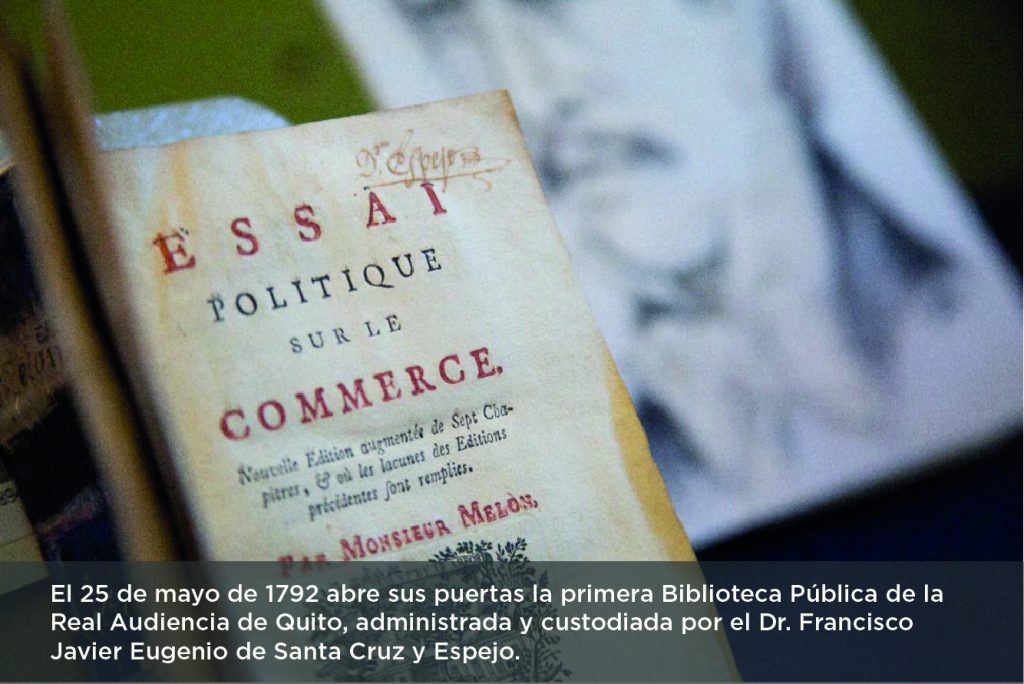 Dr. Espejo
ESSAI
POLITIQUE
SUR LE
COMMERCE.
Nouvelle Edition augmentée de Sept Cha-
pitres, & où les lacunes des Editions
précédentes sont remplies.
PAR MONSIEUR MELÒN.
El 25 de mayo de 1792 abre sus puertas la primera Biblioteca Pública de la
Real Audiencia de Quito, administrada y custodiada por el Dr. Francisco
Javier Eugenio de Santa Cruz y Espejo.